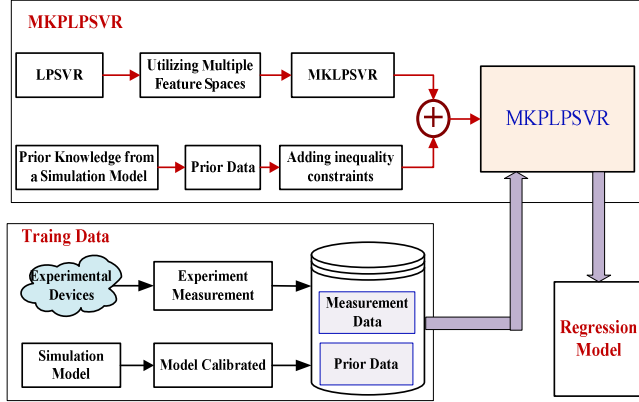 MKPLPSVR
LPSVR
Utilizing Multiple
Feature Spaces
MKLPSVR
Prior Knowledge from
a Simulation Model
Prior Data
Adding inequality
constraints
+
MKPLPSVR
Traing Data
Experimental
Devices
Experiment
Measurement
Simulation
Model
Model Calibrated
Measurement
Data
Prior Data
Regression
Model